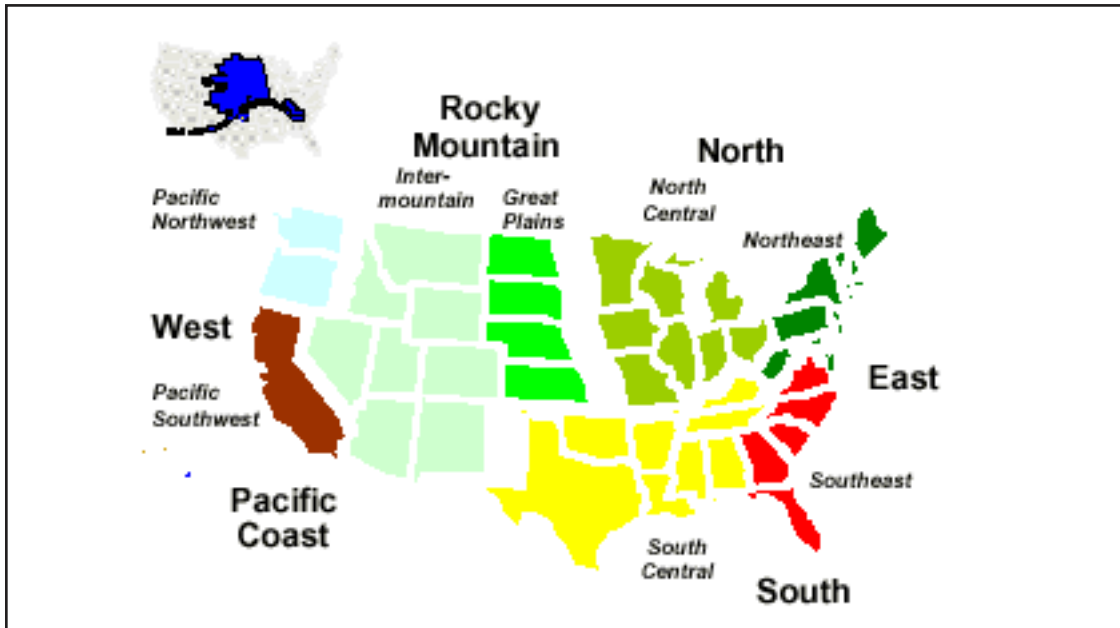 Rocky
Mountain
North
Inter-
mountain
Great
Plains
North
Central
Pacific
Northwest
Northeast
West
East
Pacific
Southwest
Southeast
Pacific
Coast
South
Central
South